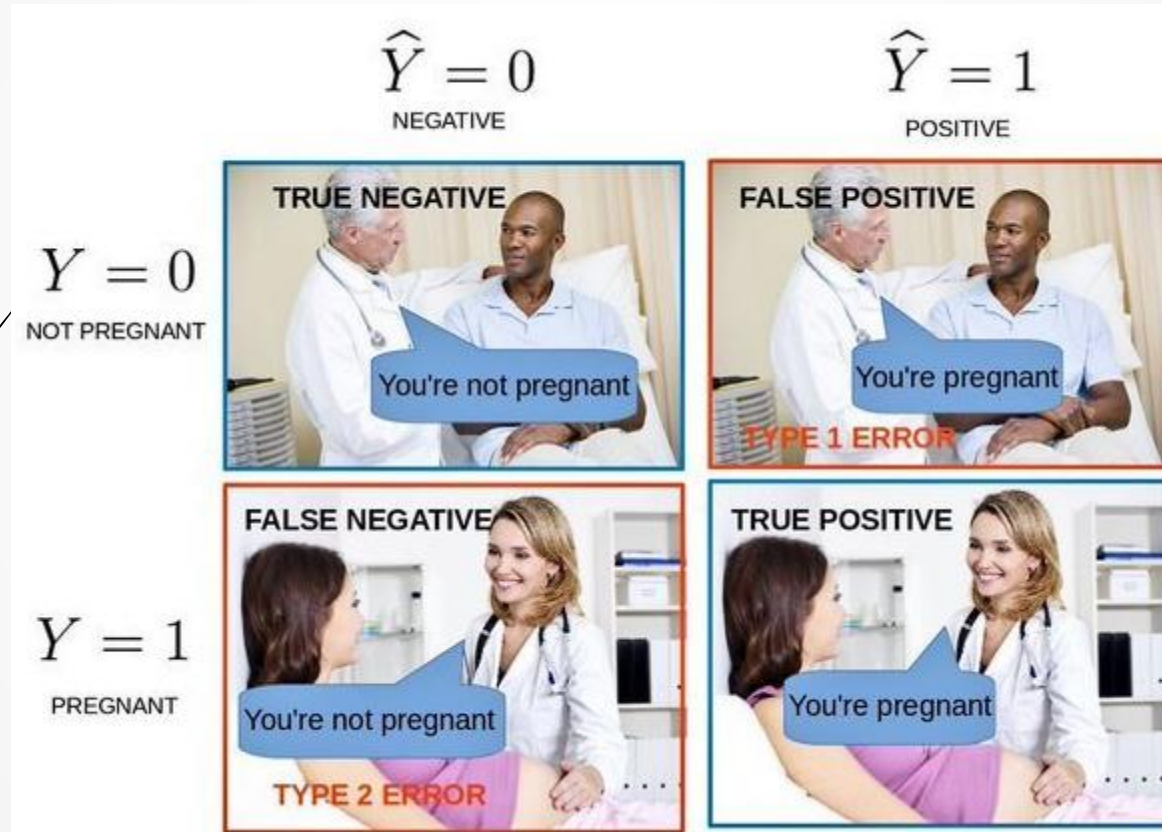 Ŷ = 0
NEGATIVE
Ŷ = 1
POSITIVE
Y = 0
NOT PREGNANT
TRUE NEGATIVE
You're not pregnant
FALSE POSITIVE
You're pregnant
TYPE 1 ERROR
Y = 1
PREGNANT
FALSE NEGATIVE
You're not pregnant
TYPE 2 ERROR
TRUE POSITIVE
You're pregnant